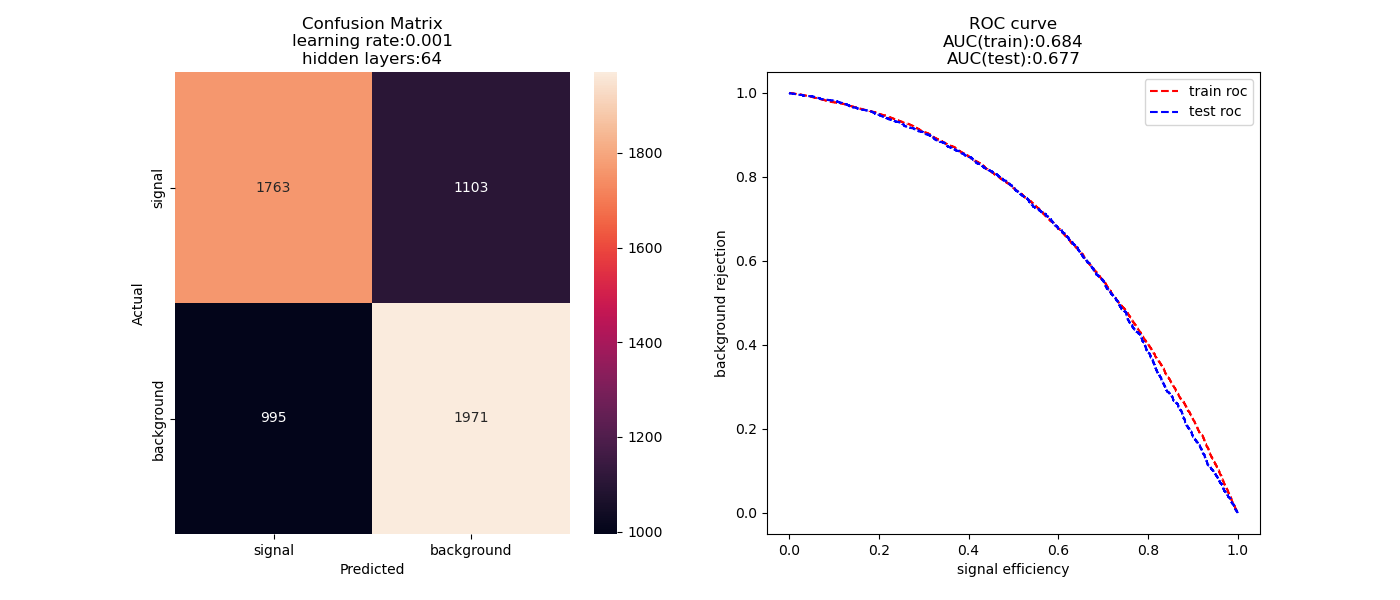 Confusion Matrix
learning rate:0.001
hidden layers:64
signal
background
Actual
1763
1103
995
1971
signal
background
Predicted
1800
1600
1400
1200
1000
ROC curve
AUC(train):0.684
AUC(test):0.677
train roc
test roc
background rejection
1.0
0.8
0.6
0.4
0.2
0.0
0.0
0.2
0.4
0.6
0.8
1.0
signal efficiency